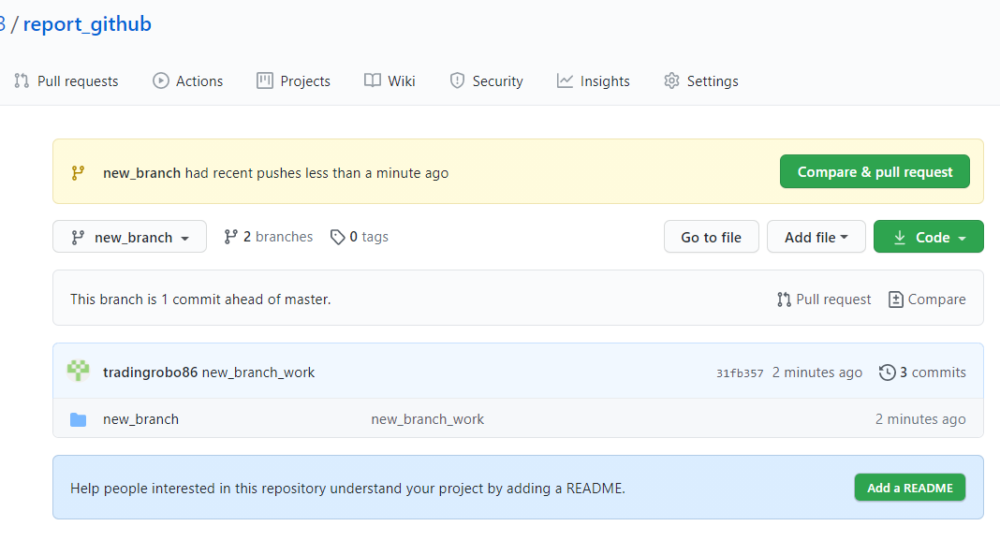 3 / report_github
Pull requests Actions Projects Wiki Security Insights Settings
new_branch had recent pushes less than a minute ago Compare & pull request
new_branch 2 branches 0 tags Go to file Add file Code
This branch is 1 commit ahead of master. Pull request Compare
tradingrobo86 new_branch_work 31fb357 2 minutes ago 3 commits
new_branch new_branch_work 2 minutes ago
Help people interested in this repository understand your project by adding a README. Add a README